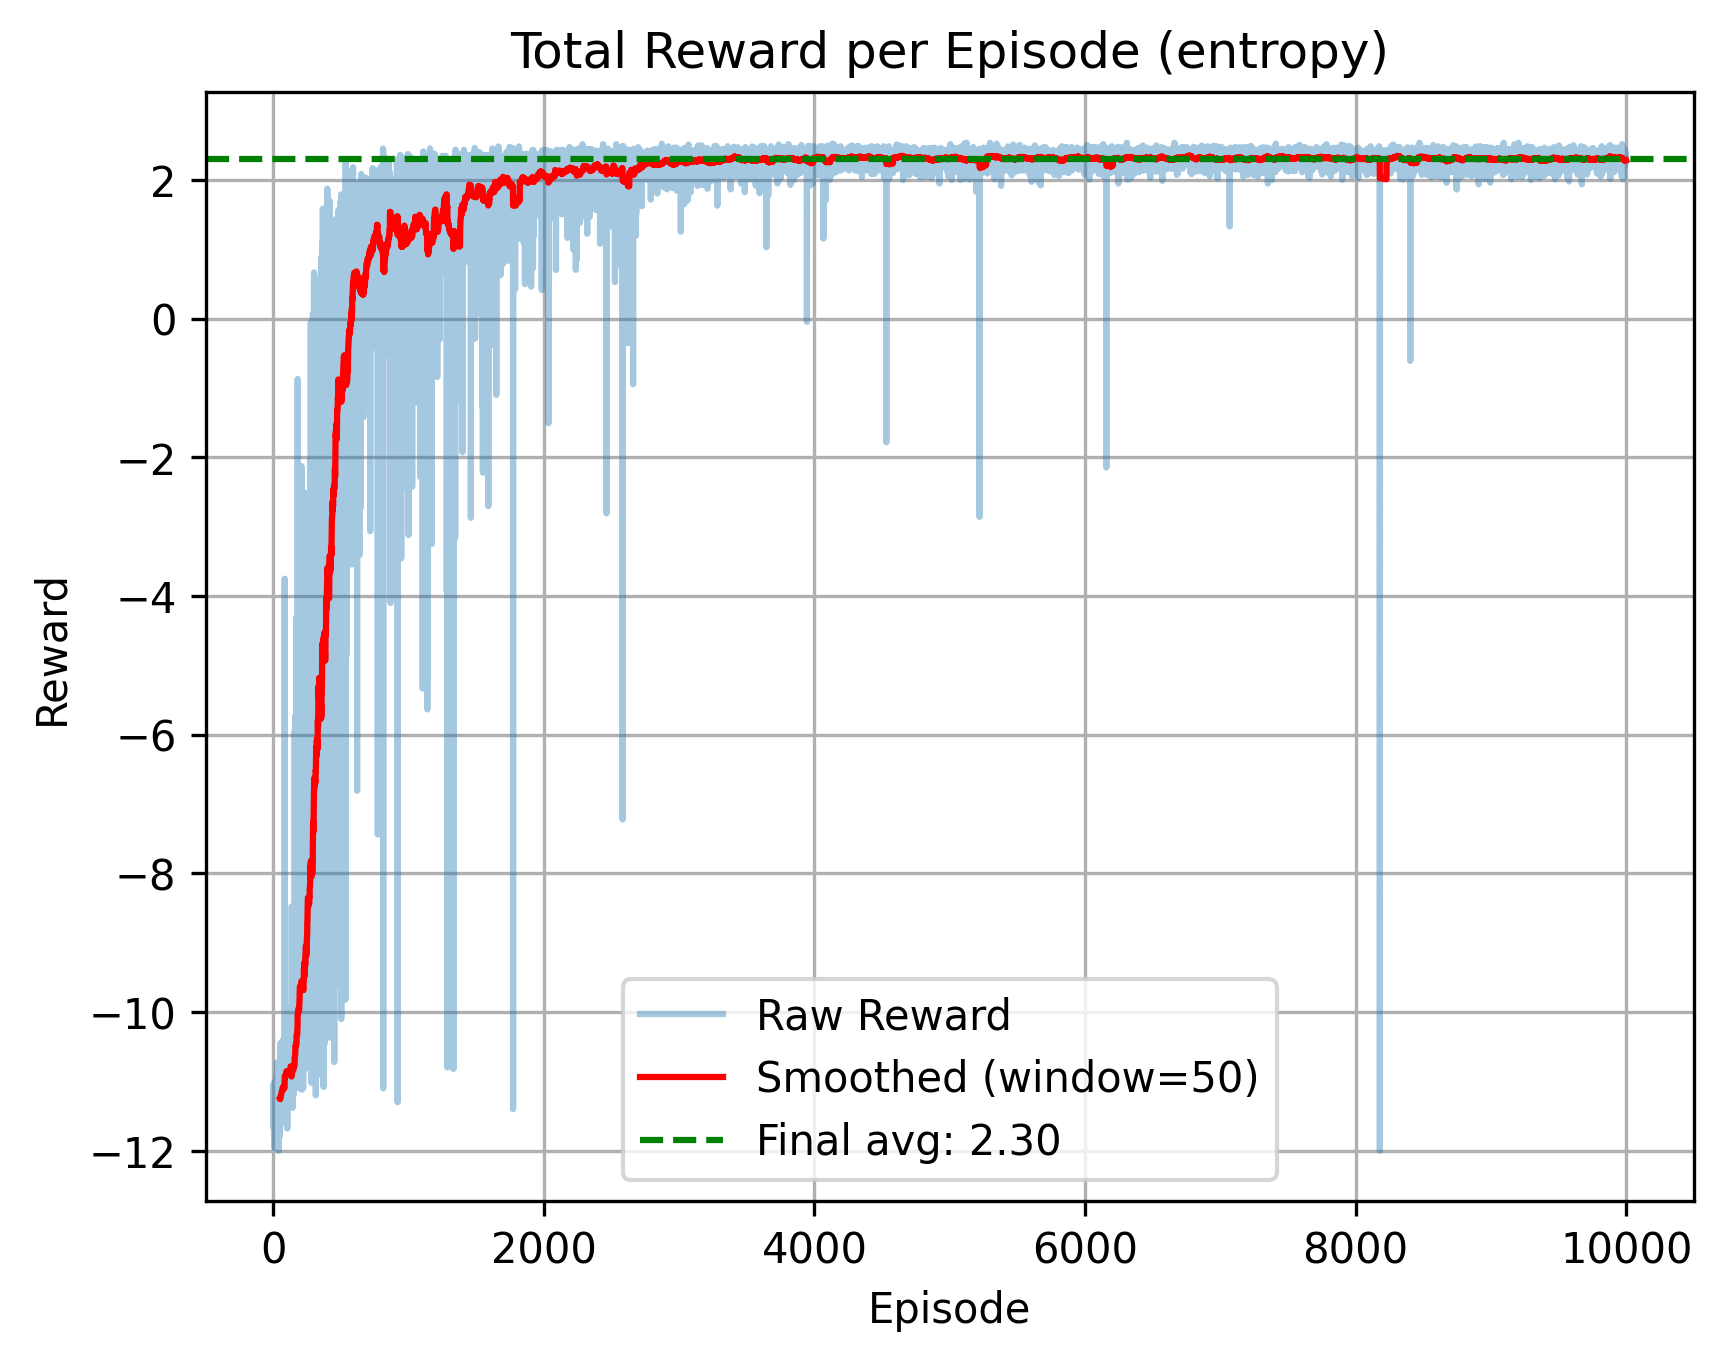 Total Reward per Episode (entropy)
2
0
−2
−4
−6
−8
−10
−12
Reward
Raw Reward
Smoothed (window=50)
Final avg: 2.30
0 2000 4000 6000 8000 10000
Episode